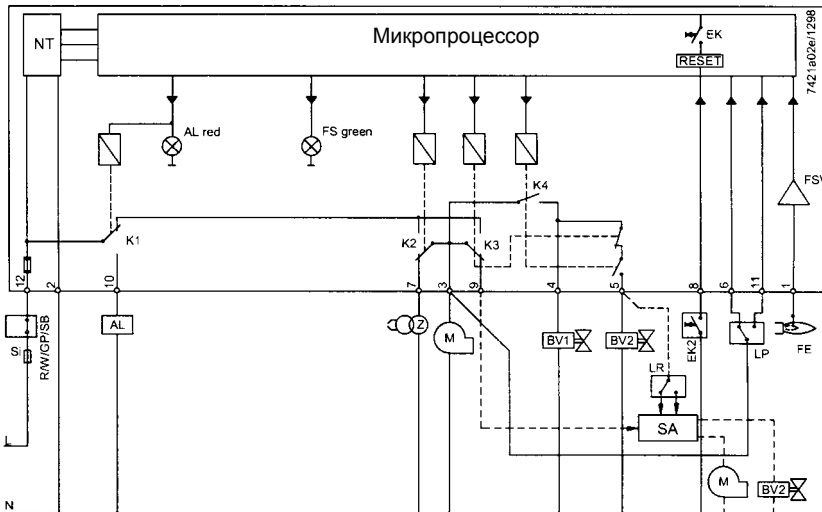 NT
Микропроцессор
EK
RESET
7421a02e/1298
AL red
FS green
FSV
K4
K1
K2
K3
12
2
10
7
3
9
4
5
8
6
11
1
Si
R/W/GP/SB
AL
Z
M
BV1
BV2
EK2
LP
FE
LR
SA
L
M
BV2
N